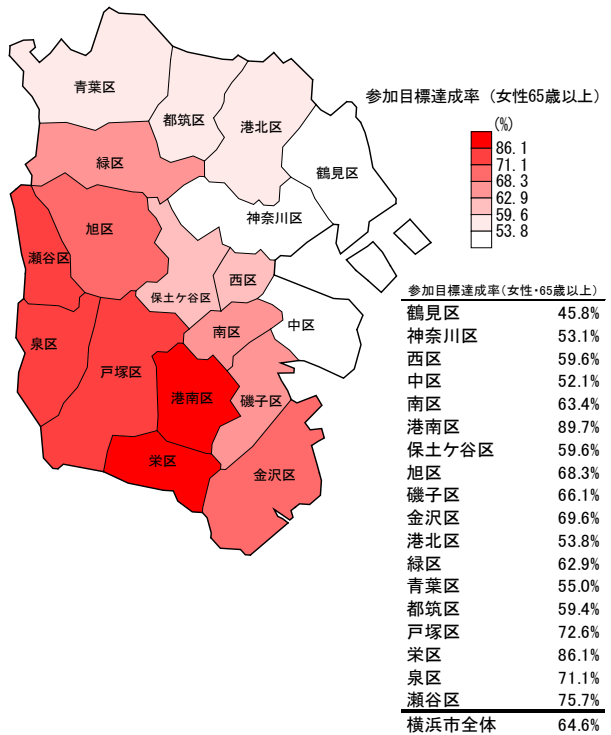 青葉区
都筑区
港北区
参加目標達成率（女性65歳以上）
(%)
86.1
71.1
68.3
62.9
59.6
53.8
緑区
鶴見区
神奈川区
旭区
瀬谷区
西区
保土ケ谷区
中区
南区
泉区
戸塚区
港南区
磯子区
栄区
金沢区
参加目標達成率(女性・65歳以上)
鶴見区 45.8%
神奈川区 53.1%
西区 59.6%
中区 52.1%
南区 63.4%
港南区 89.7%
保土ケ谷区 59.6%
旭区 68.3%
磯子区 66.1%
金沢区 69.6%
港北区 53.8%
緑区 62.9%
青葉区 55.0%
都筑区 59.4%
戸塚区 72.6%
栄区 86.1%
泉区 71.1%
瀬谷区 75.7%
横浜市全体 64.6%